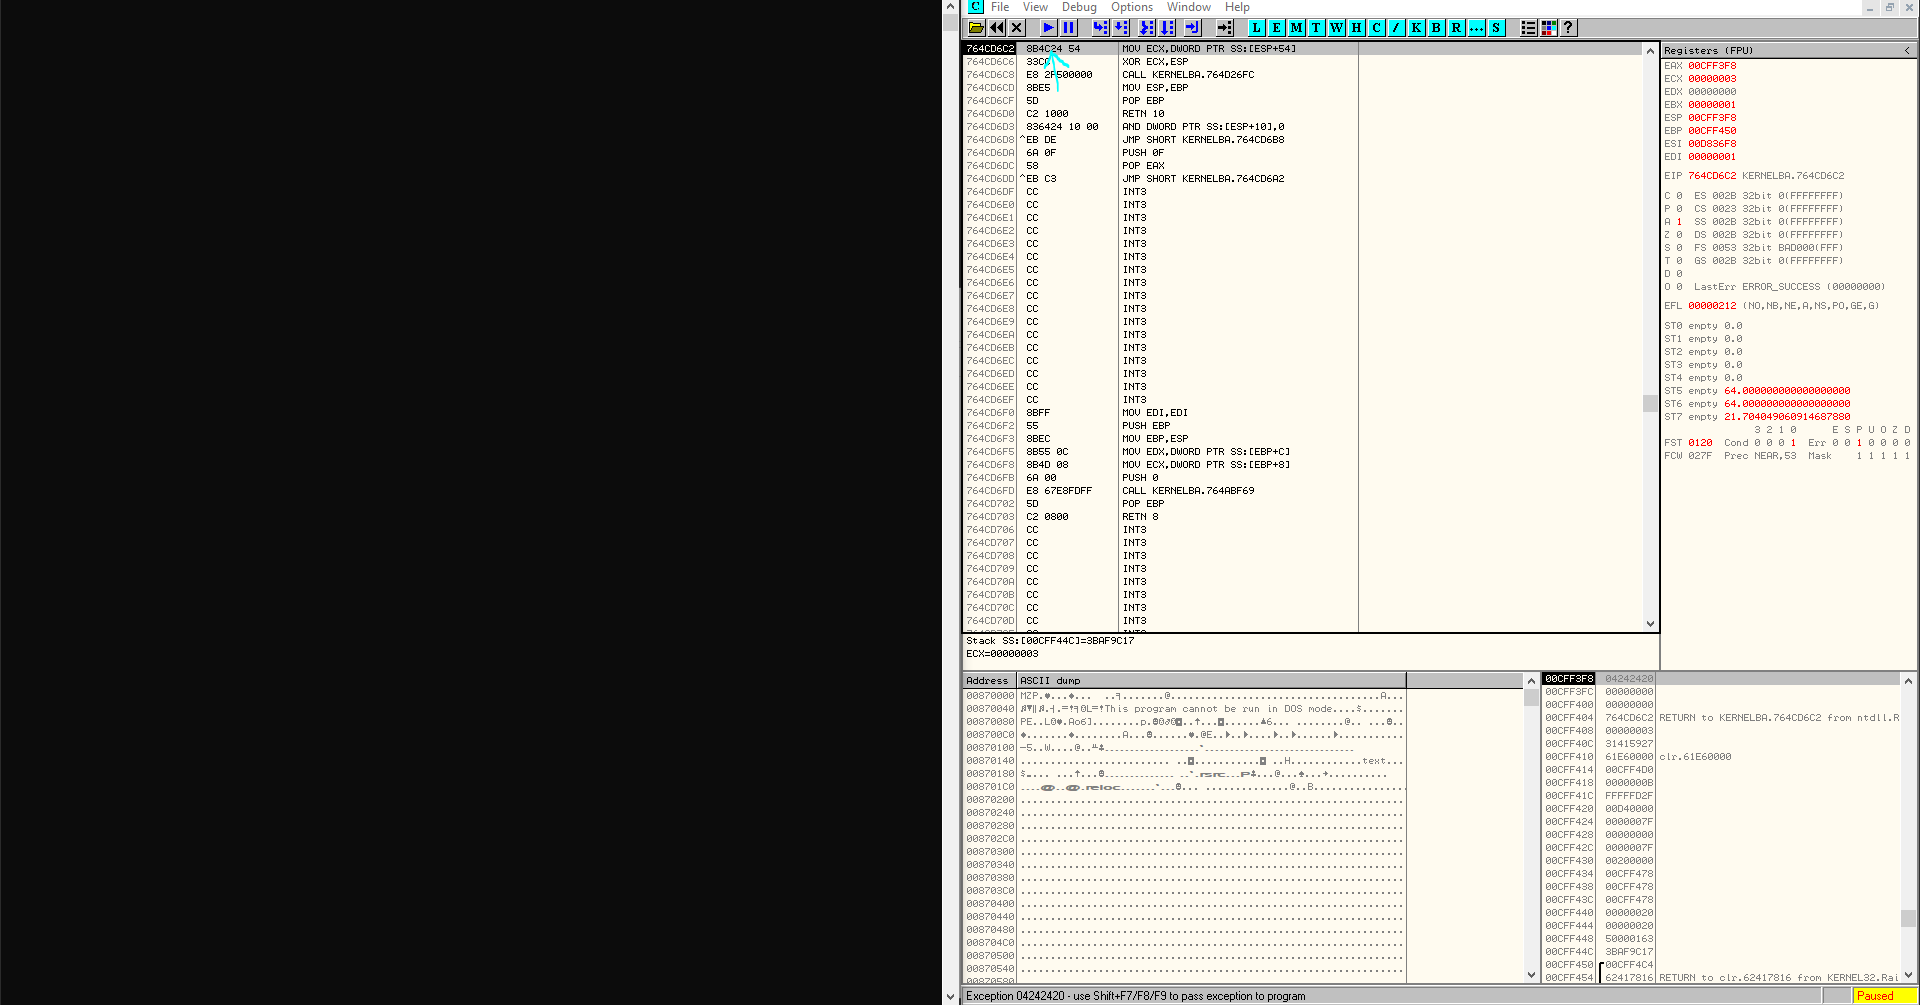 C File View Debug Options Window Help
L E M T W H C / K B R ... S ?
764CD6C2 8B4C24 54 MOV ECX,DWORD PTR SS:[ESP+54]
764CD6C6 MOV XOR ECX,ESP
764CD6C8 CALL KERNELBA.764D26FC
764CD6CD 8BE5 MOV ESP,EBP
764CD6CF 5D POP EBP
764CD6D0 C2 1000 RETN 10
764CD6D3 836424 10 00 AND DWORD PTR SS:[ESP+10],0
764CD6D8 ^EB DE JMP SHORT KERNELBA.764CD6B8
764CD6DA 6A 0F PUSH 0F
764CD6DC 58 POP EAX
764CD6DD ^EB C3 JMP SHORT KERNELBA.764CD6A2
764CD6DF CC INT3
764CD6E0 CC INT3
764CD6E1 CC INT3
764CD6E2 CC INT3
764CD6E3 CC INT3
764CD6E4 CC INT3
764CD6E5 CC INT3
764CD6E6 CC INT3
764CD6E7 CC INT3
764CD6E8 CC INT3
764CD6E9 CC INT3
764CD6EA CC INT3
764CD6EB CC INT3
764CD6EC CC INT3
764CD6ED CC INT3
764CD6EE CC INT3
764CD6EF CC INT3
764CD6F0 8BFF MOV EDI,EDI
764CD6F2 55 PUSH EBP
764CD6F3 8BEC MOV EBP,ESP
764CD6F5 8B55 0C MOV EDX,DWORD PTR SS:[EBP+C]
764CD6F8 8B4D 08 MOV ECX,DWORD PTR SS:[EBP+8]
764CD6FB 6A 00 PUSH 0
764CD6FD E8 67E8FDFF CALL KERNELBA.764ABF69
764CD702 5D POP EBP
764CD703 C2 0800 RETN 8
764CD706 CC INT3
764CD707 CC INT3
764CD708 CC INT3
764CD709 CC INT3
764CD70A CC INT3
764CD70B CC INT3
764CD70C CC INT3
764CD70D CC INT3
Registers (FPU) <
EAX 00CFF3F8
ECX 00000003
EDX 00000000
EBX 00000001
ESP 00CFF3F8
EBP 00CFF450
ESI 00D836F8
EDI 00000001
EIP 764CD6C2 KERNELBA.764CD6C2
C 0 ES 002B 32bit 0(FFFFFFFF)
P 0 CS 0023 32bit 0(FFFFFFFF)
A 1 SS 002B 32bit 0(FFFFFFFF)
Z 0 DS 002B 32bit 0(FFFFFFFF)
S 0 FS 0053 32bit BAD000(FFF)
T 0 GS 002B 32bit 0(FFFFFFFF)
D 0
O 0 LastErr ERROR_SUCCESS (00000000)
EFL 00000212 (NO,NB,NE,A,NS,PO,GE,G)
ST0 empty 0.0
ST1 empty 0.0
ST2 empty 0.0
ST3 empty 0.0
ST4 empty 0.0
ST5 empty 64.000000000000000000
ST6 empty 64.000000000000000000
ST7 empty 21.704049060914687880
3 2 1 0 E S P U O Z D
FST 0120 Cond 0 0 0 1 Err 0 0 1 0 0 0 0
FCW 027F Prec NEAR,53 Mask 1 1 1 1 1
Stack SS:[00CFF44C]=3BAF9C17
ECX=00000003
Address ASCII dump
00870000 MZP
00870040 This program cannot be run in DOS mode....$
00870080 PE..L
008700C0
00870100
00870140 .text...
00870180 .rsrc
008701C0 .reloc
00870200
00870240
00870280
008702C0
00870300
00870340
00870380
008703C0
00870400
00870440
00870480
008704C0
00870500
00870540
00870580
00CFF3F8 04242420
00CFF3FC 00000000
00CFF400 00000000
00CFF404 764CD6C2 RETURN to KERNELBA.764CD6C2 from ntdll.R
00CFF408 00000003
00CFF40C 31415927
00CFF410 61E60000 clr.61E60000
00CFF414 00CFF4D0
00CFF418 0000000B
00CFF41C FFFFFD2F
00CFF420 00D40000
00CFF424 0000007F
00CFF428 00000000
00CFF42C 0000007F
00CFF430 00200000
00CFF434 00CFF478
00CFF438 00CFF478
00CFF43C 00CFF478
00CFF440 00000020
00CFF444 00000020
00CFF448 50000163
00CFF44C 3BAF9C17
00CFF450 00CFF4C4
00CFF454 62417816 RETURN to clr.62417816 from KERNEL32.Rai
Exception 04242420 - use Shift+F7/F8/F9 to pass exception to program Paused